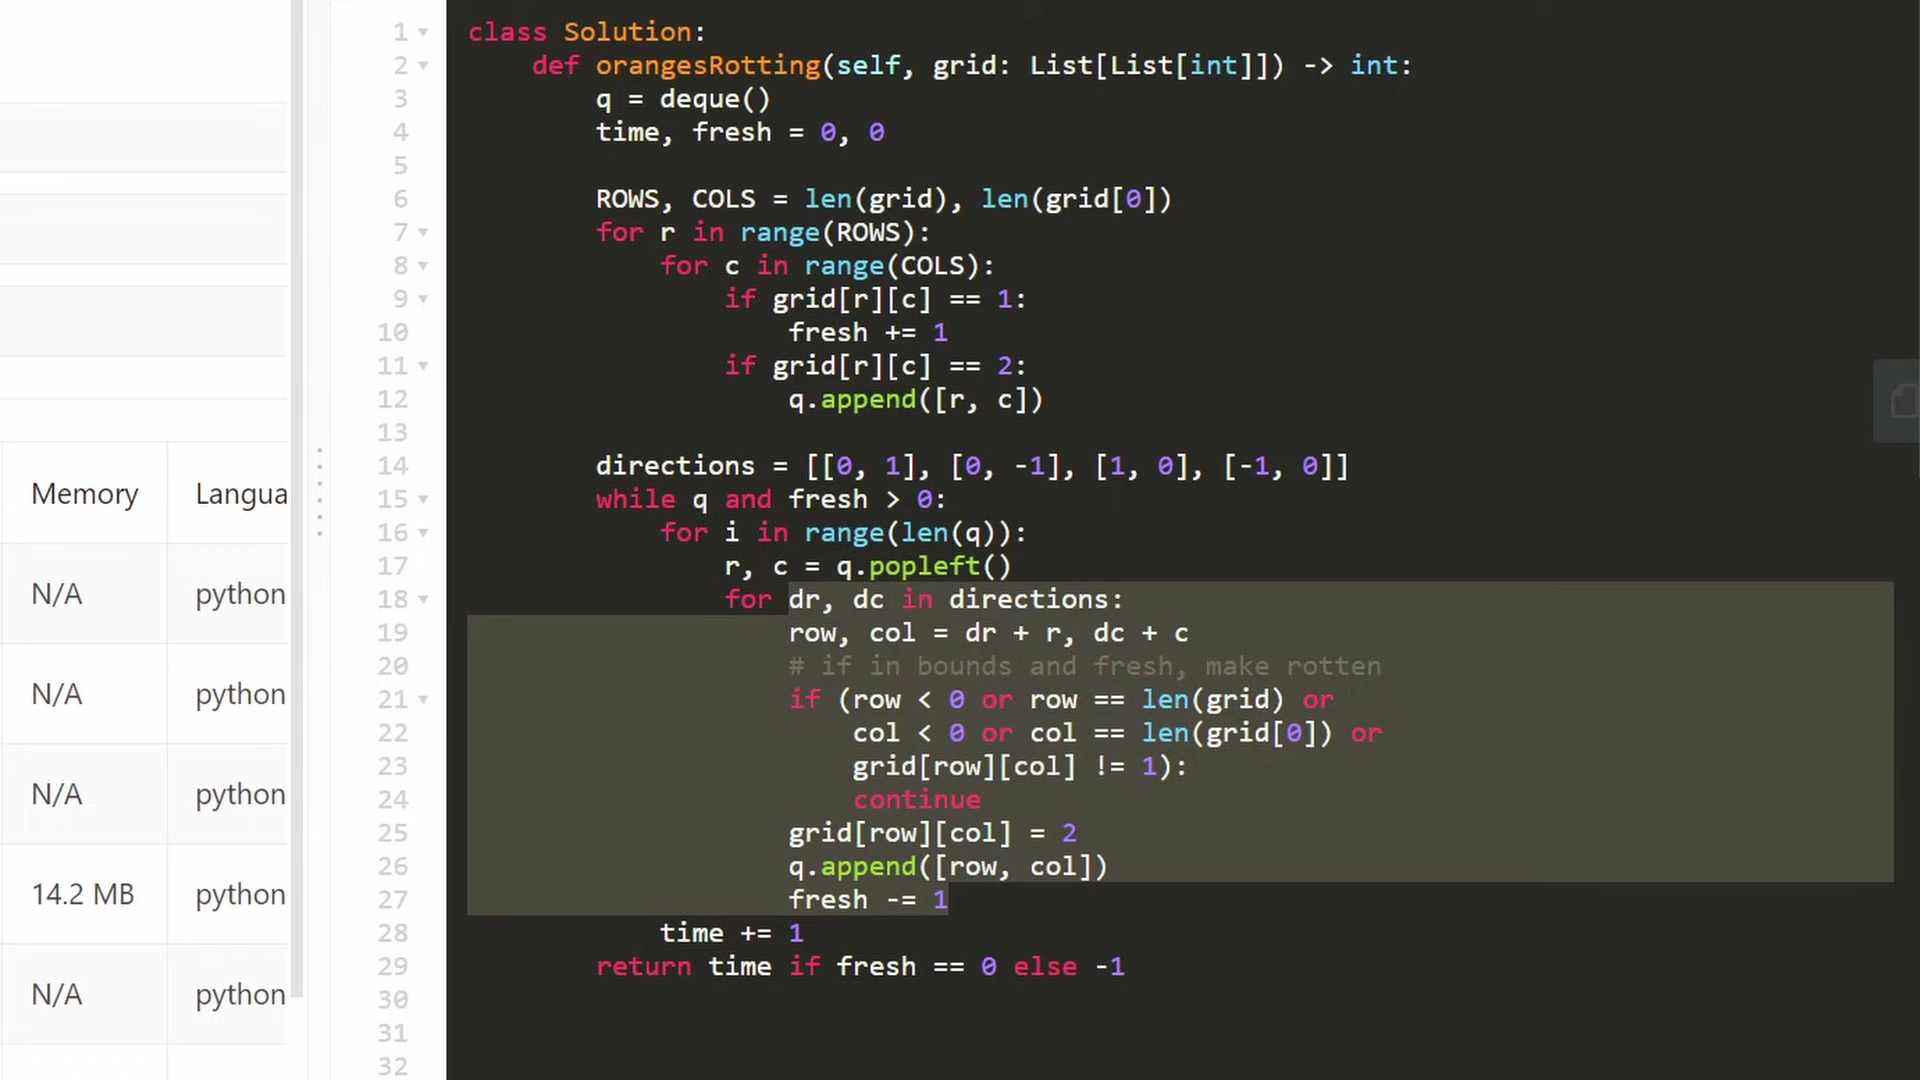 class Solution:
def orangesRotting(self, grid: List[List[int]]) -> int:
q = deque()
time, fresh = 0, 0
ROWS, COLS = len(grid), len(grid[0])
for r in range(ROWS):
for c in range(COLS):
if grid[r][c] == 1:
fresh += 1
if grid[r][c] == 2:
q.append([r, c])
directions = [[0, 1], [0, -1], [1, 0], [-1, 0]]
while q and fresh > 0:
for i in range(len(q)):
r, c = q.popleft()
for dr, dc in directions:
row, col = dr + r, dc + c
# if in bounds and fresh, make rotten
if (row < 0 or row == len(grid) or
col < 0 or col == len(grid[0]) or
grid[row][col] != 1):
continue
grid[row][col] = 2
q.append([row, col])
fresh -= 1
time += 1
return time if fresh == 0 else -1
1
2
3
4
5
6
7
8
9
10
11
12
13
14
15
16
17
18
19
20
21
22
23
24
25
26
27
28
29
30
31
32
Memory Langua
N/A python
N/A python
N/A python
14.2 MB python
N/A python